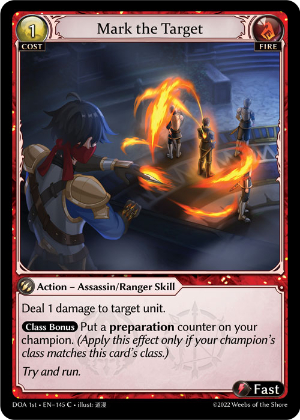 1
Mark the Target
COST
FIRE
Action – Assassin/Ranger Skill
Deal 1 damage to target unit.
Class Bonus Put a preparation counter on your
champion. (Apply this effect only if your champion's
class matches this card's class.)
Try and run.
Fast
DOA 1st • EN-145 C • illust: 道漫
©2022 Weebs of the Shore